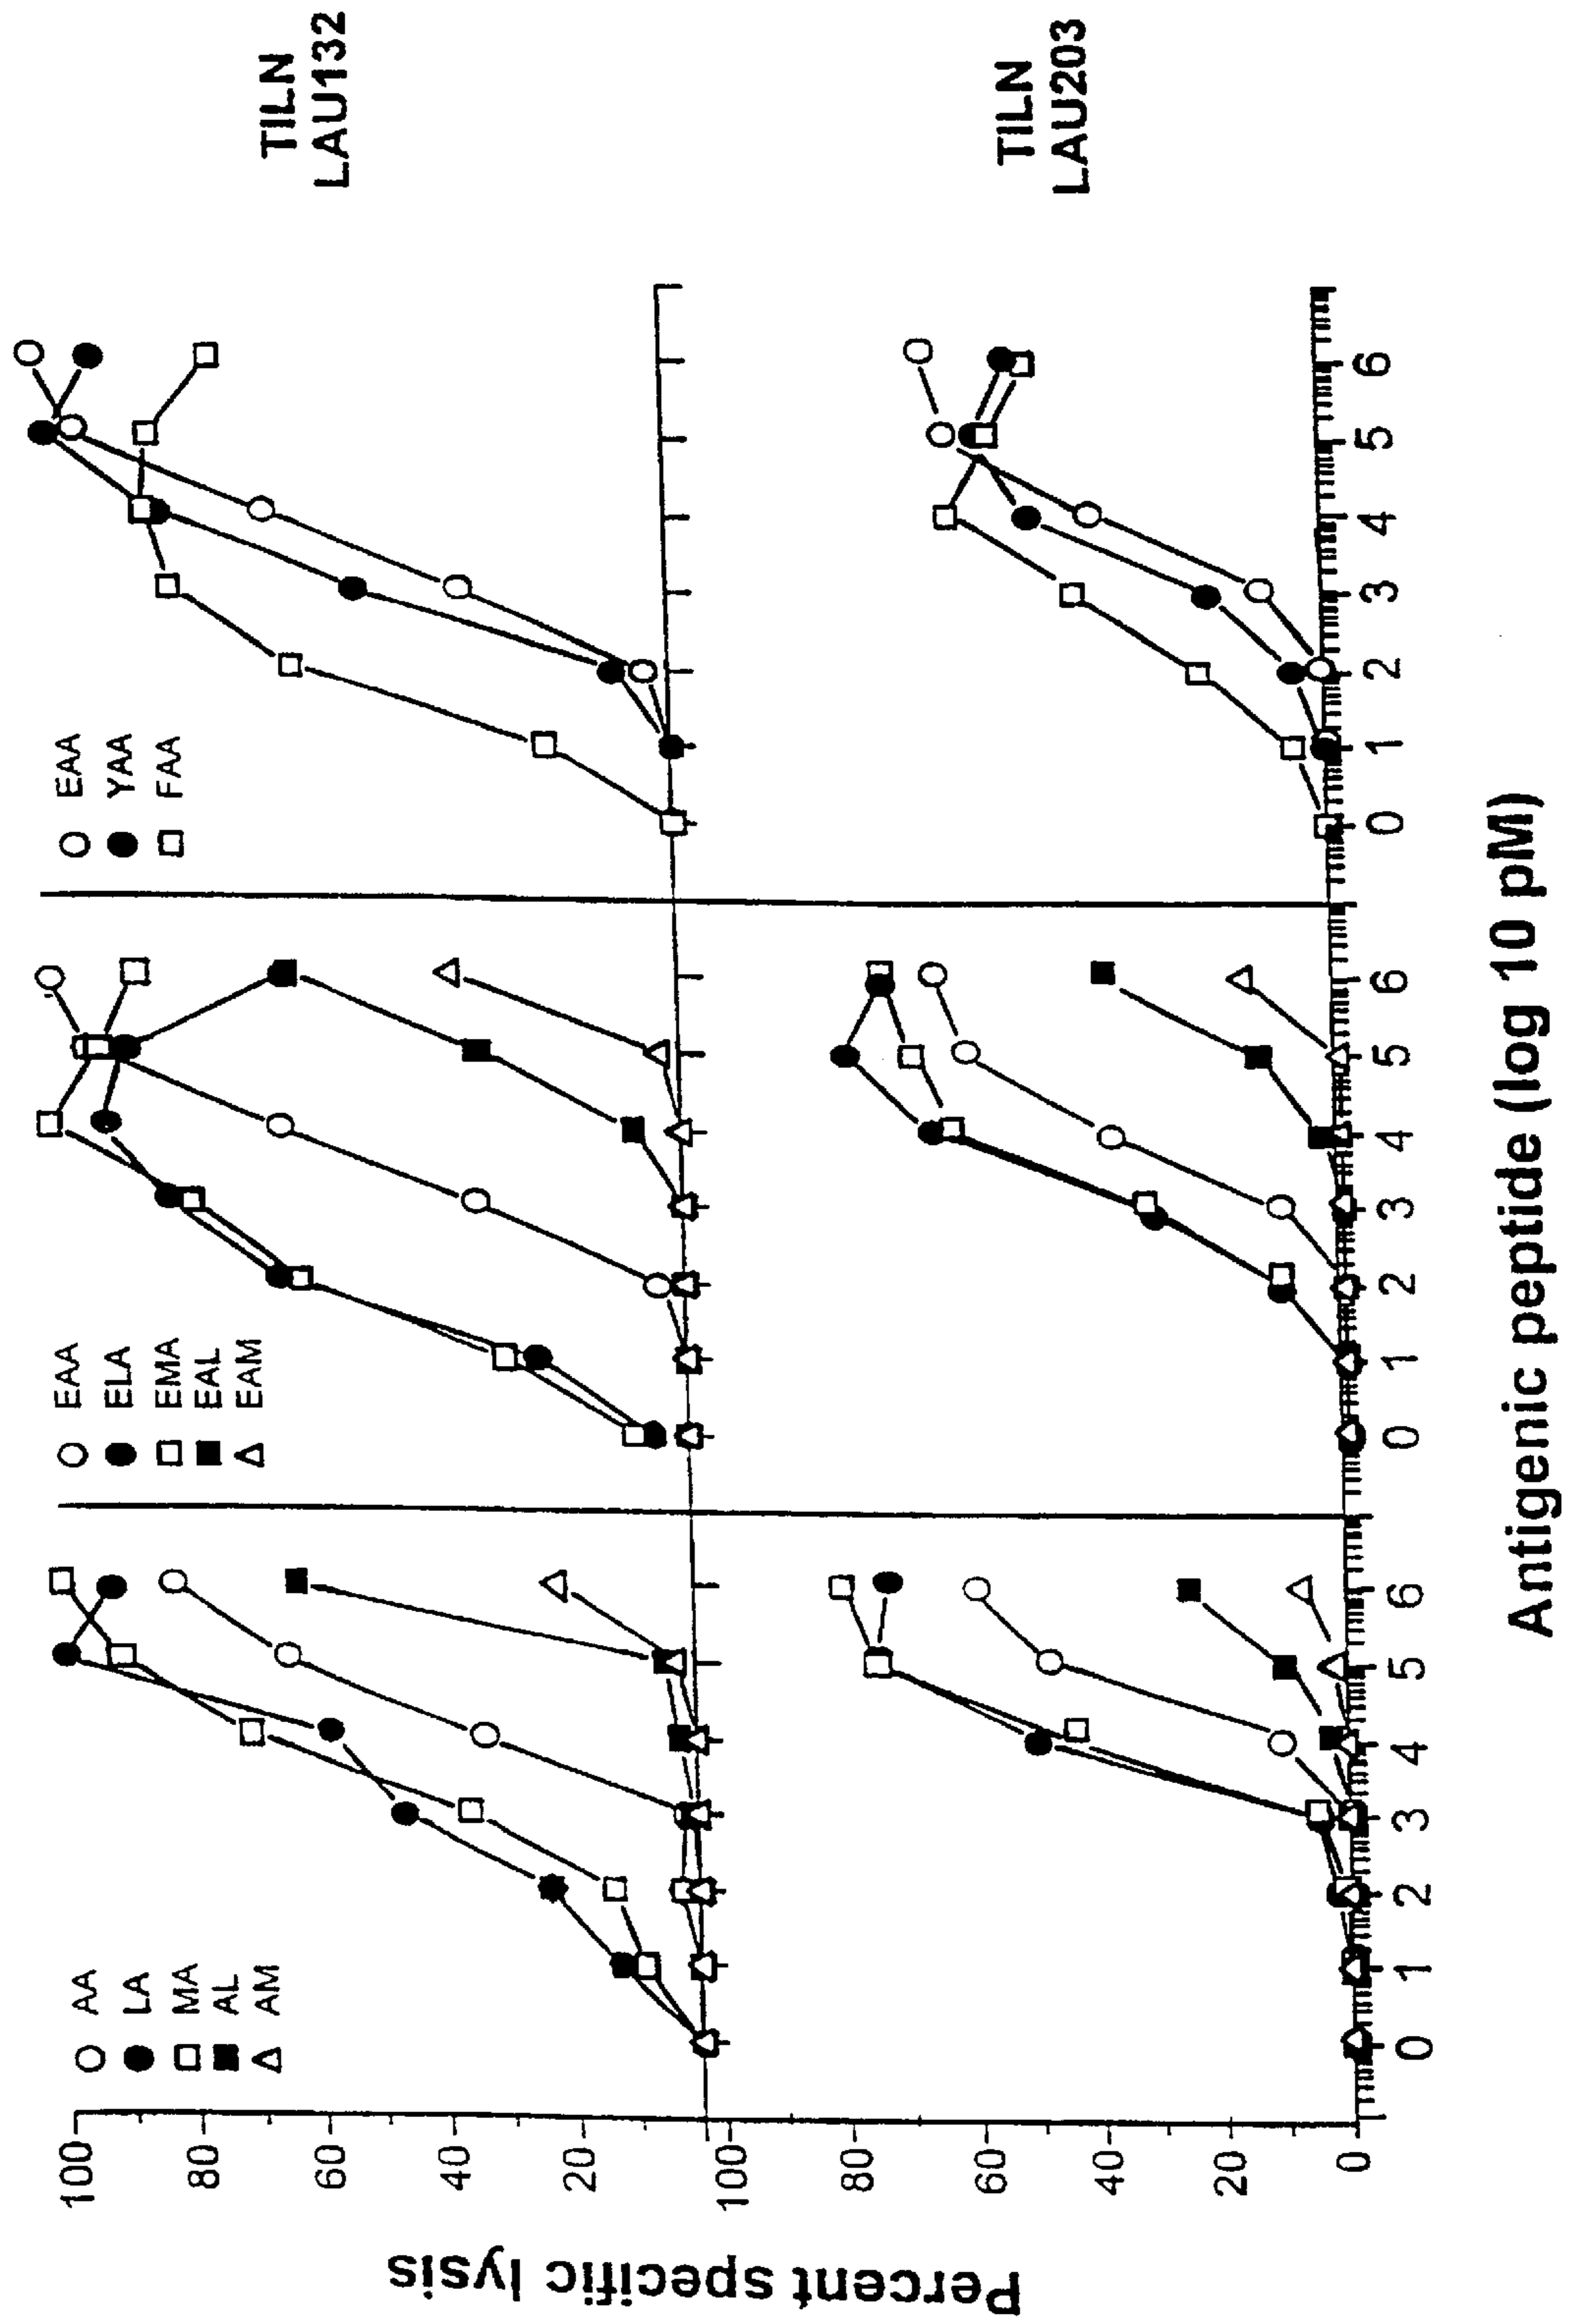 AA
LA
MA
AL
AM
EAA
ELA
EMA
EAL
EAM
EAA
YAA
FAA
TILN
LAU132
TILN
LAU203
Percent specific lysis
100
80
60
40
20
100
80
60
40
20
0
0 1 2 3 4 5 6
0 1 2 3 4 5 6
0 1 2 3 4 5 6
Antigenic peptide (log 10 pM)